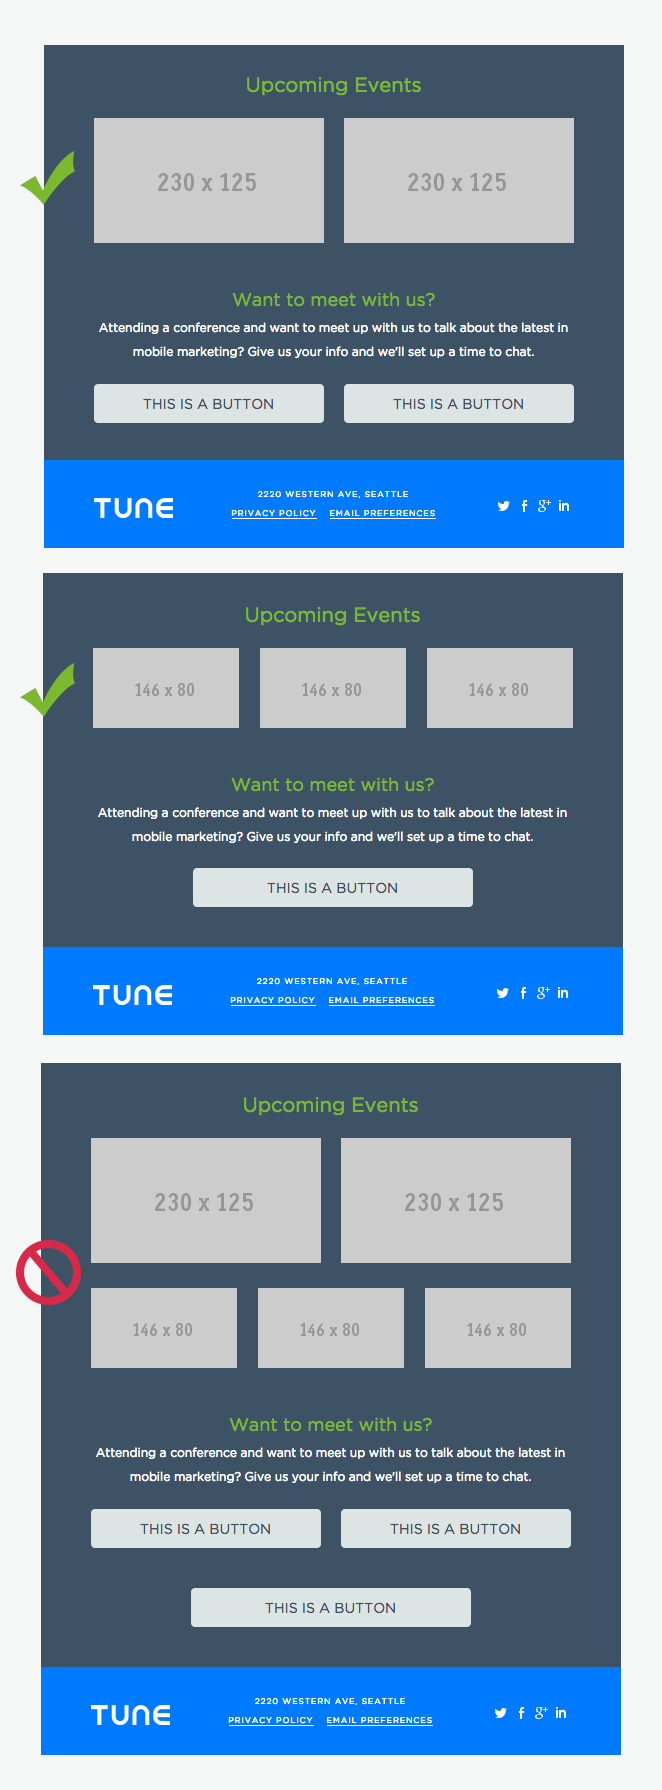 Upcoming Events
230 x 125
230 x 125
Want to meet with us?
Attending a conference and want to meet up with us to talk about the latest in
mobile marketing? Give us your info and we'll set up a time to chat.
THIS IS A BUTTON
THIS IS A BUTTON
TUNE
2220 WESTERN AVE, SEATTLE
PRIVACY POLICY EMAIL PREFERENCES
Upcoming Events
146 x 80
146 x 80
146 x 80
Want to meet with us?
Attending a conference and want to meet up with us to talk about the latest in
mobile marketing? Give us your info and we'll set up a time to chat.
THIS IS A BUTTON
TUNE
2220 WESTERN AVE, SEATTLE
PRIVACY POLICY EMAIL PREFERENCES
Upcoming Events
230 x 125
230 x 125
146 x 80
146 x 80
146 x 80
Want to meet with us?
Attending a conference and want to meet up with us to talk about the latest in
mobile marketing? Give us your info and we'll set up a time to chat.
THIS IS A BUTTON
THIS IS A BUTTON
THIS IS A BUTTON
TUNE
2220 WESTERN AVE, SEATTLE
PRIVACY POLICY EMAIL PREFERENCES